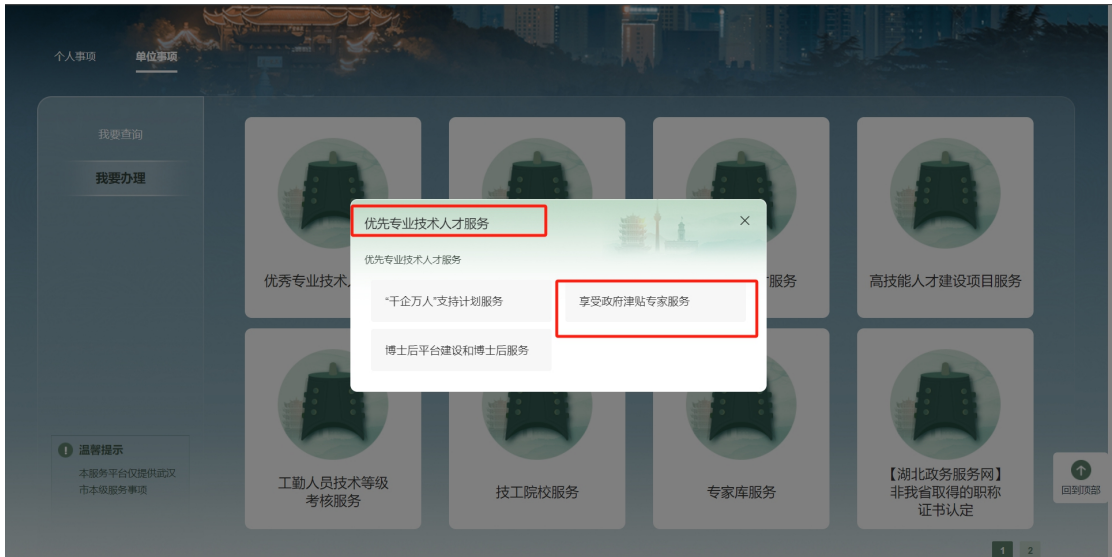 个人事项
单位事项
我要查询
我要办理
优先专业技术人才服务
优先专业技术人才服务
“千企万人”支持计划服务
享受政府津贴专家服务
博士后平台建设和博士后服务
优秀专业技术
服务
高技能人才建设项目服务
温馨提示
本服务平台仅提供武汉
市本级服务事项
工勤人员技术等级
考核服务
技工院校服务
专家库服务
【湖北政务服务网】
非我省取得的职称
证书认定
回到顶部
1 2